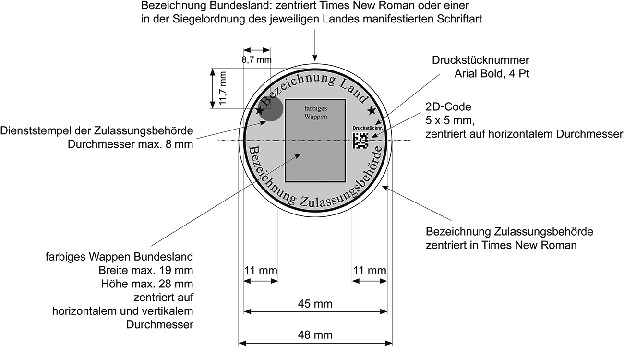 Bezeichnung Bundesland: zentriert Times New Roman oder einer
in der Siegelordnung des jeweiligen Landes manifestierten Schriftart
8,7 mm
11,7 mm
Druckstücknummer
Arial Bold, 4 Pt
Bezeichnung Land
farbiges
Wappen
Druckstücknr.
2D-Code
5 x 5 mm,
zentriert auf horizontalem Durchmesser
Dienststempel der Zulassungsbehörde
Durchmesser max. 8 mm
Bezeichnung Zulassungsbehörde
Bezeichnung Zulassungsbehörde
zentriert in Times New Roman
farbiges Wappen Bundesland
Breite max. 19 mm
Höhe max. 28 mm
zentriert auf
horizontalem und vertikalem
Durchmesser
11 mm
11 mm
45 mm
48 mm